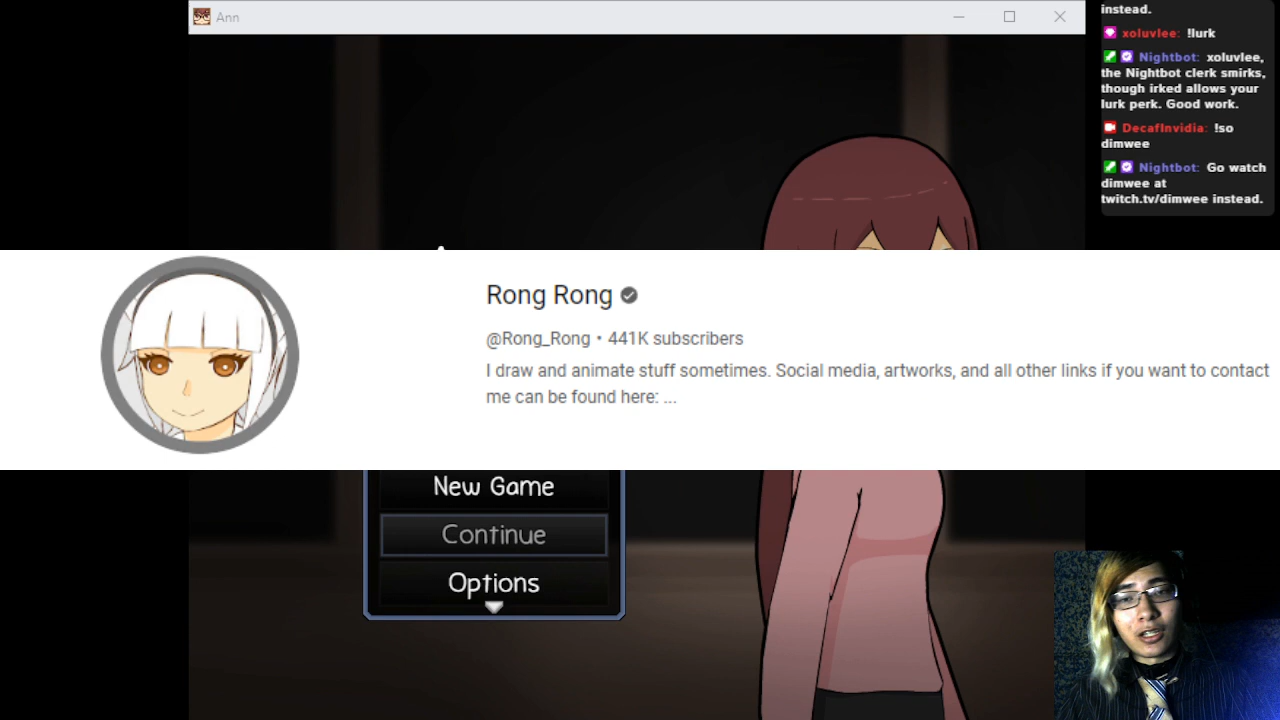 Ann
instead.
xoluvlee: !lurk
Nightbot: xoluvlee,
the Nightbot clerk smirks,
though irked allows your
lurk perk. Good work.
DecafInvidia: !so
dimwee
Nightbot: Go watch
dimwee at
twitch.tv/dimwee instead.
Rong Rong
@Rong_Rong • 441K subscribers
I draw and animate stuff sometimes. Social media, artworks, and all other links if you want to contact
me can be found here: ...
New Game
Continue
Options